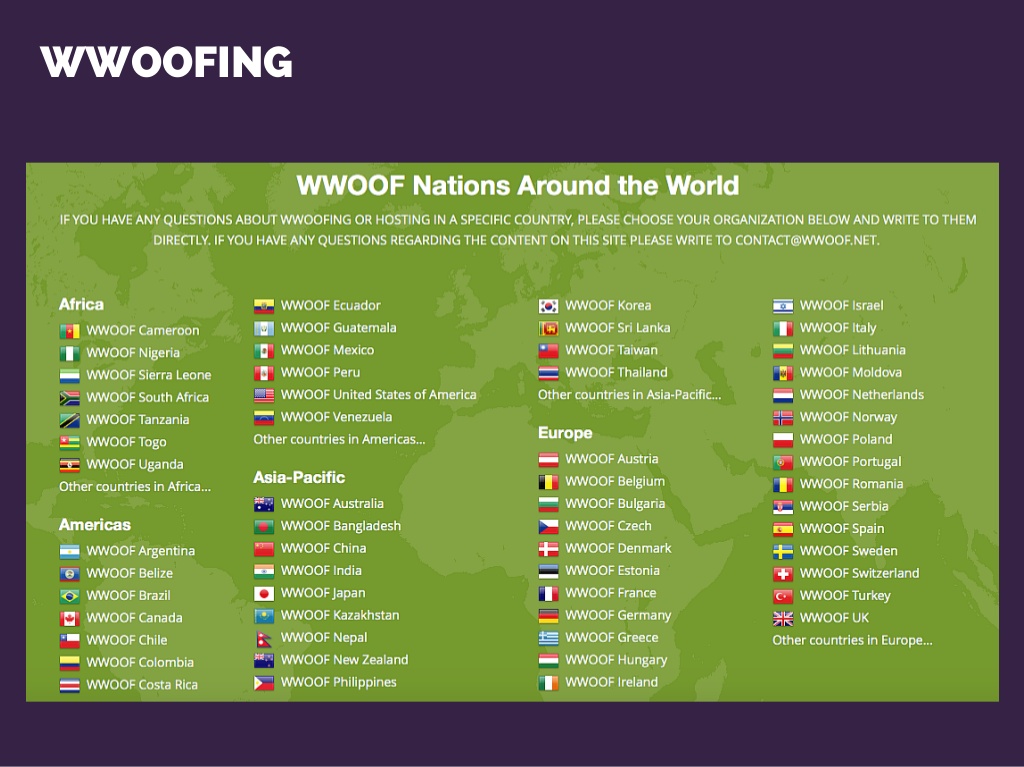 WWOOFING
WWOOF Nations Around the World
IF YOU HAVE ANY QUESTIONS ABOUT WWOOFING OR HOSTING IN A SPECIFIC COUNTRY, PLEASE CHOOSE YOUR ORGANIZATION BELOW AND WRITE TO THEM
DIRECTLY. IF YOU HAVE ANY QUESTIONS REGARDING THE CONTENT ON THIS SITE PLEASE WRITE TO CONTACT@WWOOF.NET.
Africa
WWOOF Cameroon
WWOOF Nigeria
WWOOF Sierra Leone
WWOOF South Africa
WWOOF Tanzania
WWOOF Togo
WWOOF Uganda
Other countries in Africa...
Americas
WWOOF Argentina
WWOOF Belize
WWOOF Brazil
WWOOF Canada
WWOOF Chile
WWOOF Colombia
WWOOF Costa Rica
WWOOF Ecuador
WWOOF Guatemala
WWOOF Mexico
WWOOF Peru
WWOOF United States of America
WWOOF Venezuela
Other countries in Americas...
Asia-Pacific
WWOOF Australia
WWOOF Bangladesh
WWOOF China
WWOOF India
WWOOF Japan
WWOOF Kazakhstan
WWOOF Nepal
WWOOF New Zealand
WWOOF Philippines
WWOOF Korea
WWOOF Sri Lanka
WWOOF Taiwan
WWOOF Thailand
Other countries in Asia-Pacific...
Europe
WWOOF Austria
WWOOF Belgium
WWOOF Bulgaria
WWOOF Czech
WWOOF Denmark
WWOOF Estonia
WWOOF France
WWOOF Germany
WWOOF Greece
WWOOF Hungary
WWOOF Ireland
WWOOF Israel
WWOOF Italy
WWOOF Lithuania
WWOOF Moldova
WWOOF Netherlands
WWOOF Norway
WWOOF Poland
WWOOF Portugal
WWOOF Romania
WWOOF Serbia
WWOOF Spain
WWOOF Sweden
WWOOF Switzerland
WWOOF Turkey
WWOOF UK
Other countries in Europe...